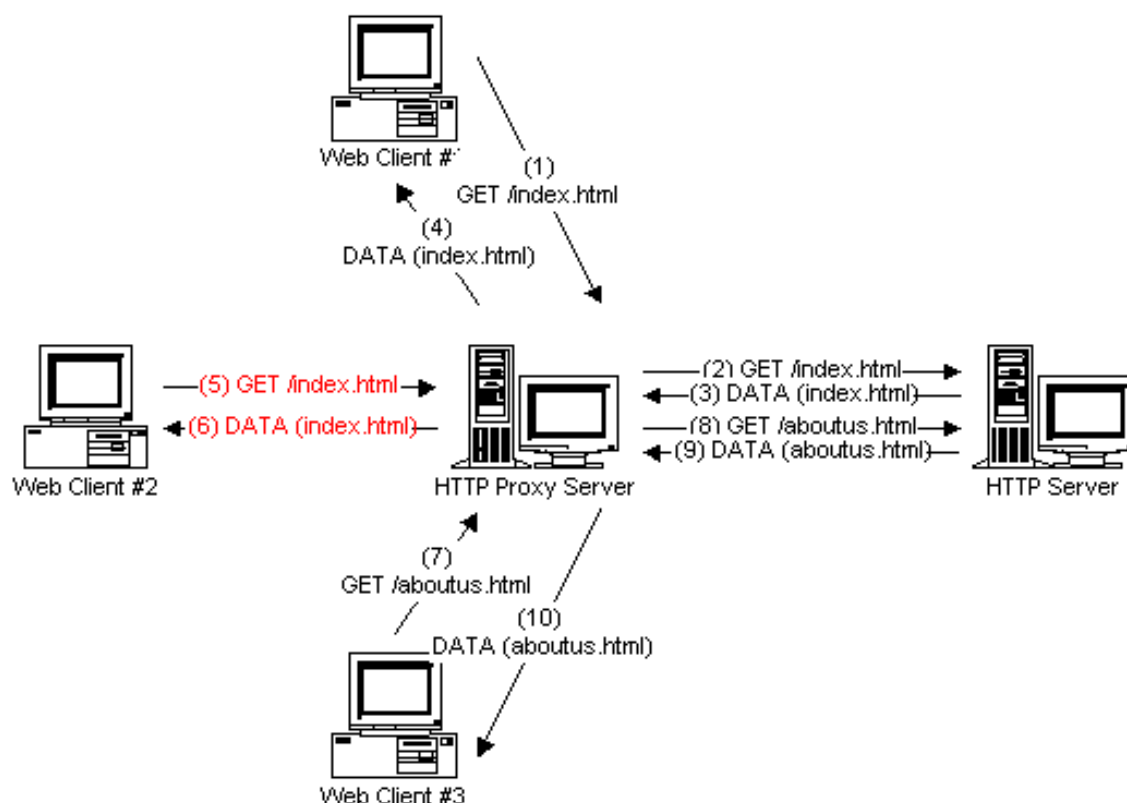 Web Client #1
(1)
GET /index.html
(4)
DATA (index.html)
(5) GET /index.html
(6) DATA (index.html)
Web Client #2
(2) GET /index.html
(3) DATA (index.html)
(8) GET /aboutus.html
(9) DATA (aboutus.html)
HTTP Proxy Server
HTTP Server
(7)
GET /aboutus.html
(10)
DATA (aboutus.html)
Web Client #3